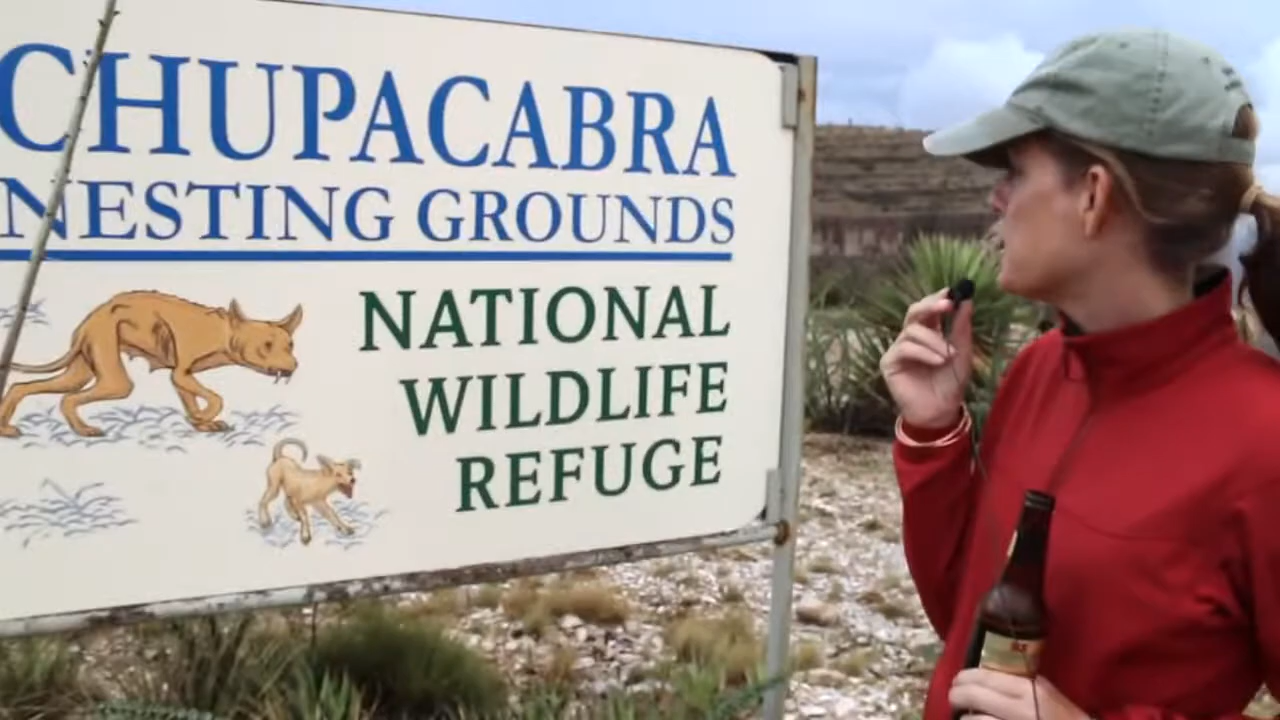 CHUPACABRA
NESTING GROUNDS
NATIONAL
WILDLIFE
REFUGE